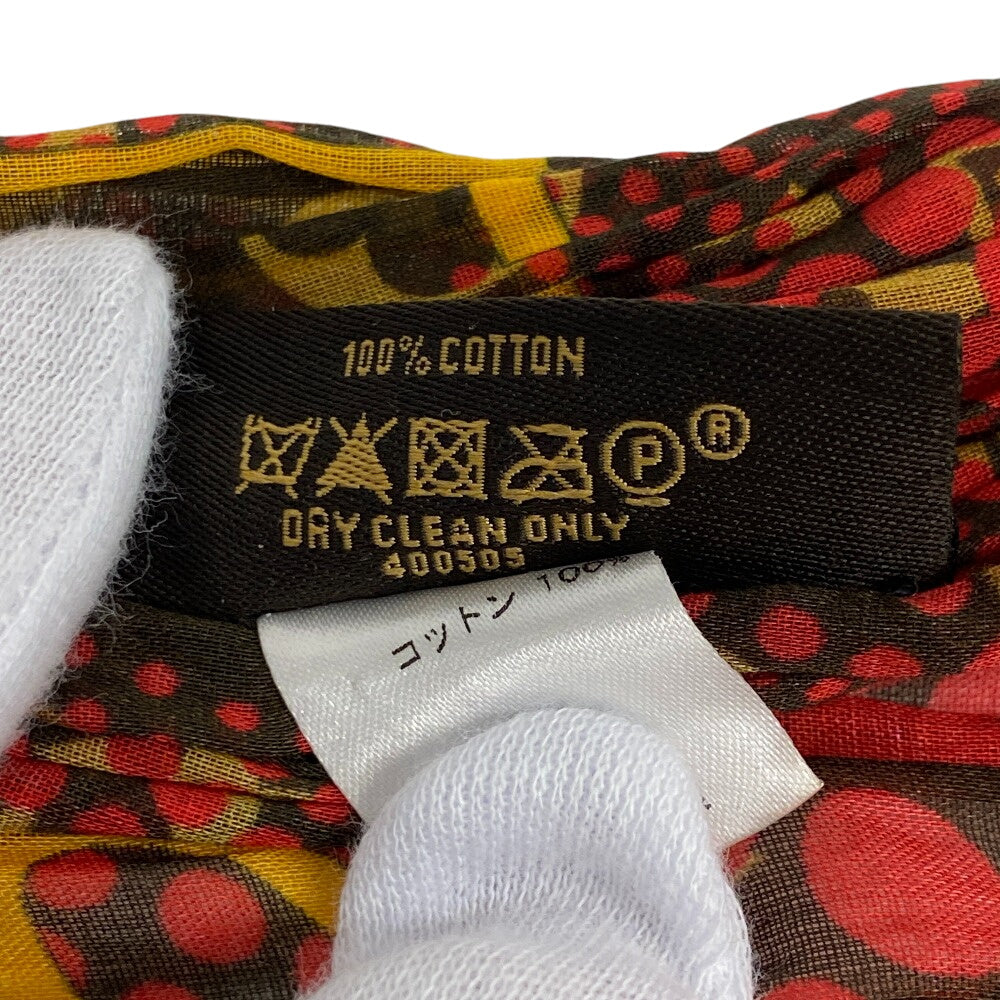 100% COTTON
P ®
DRY CLEAN ONLY
400505
コットン 100%